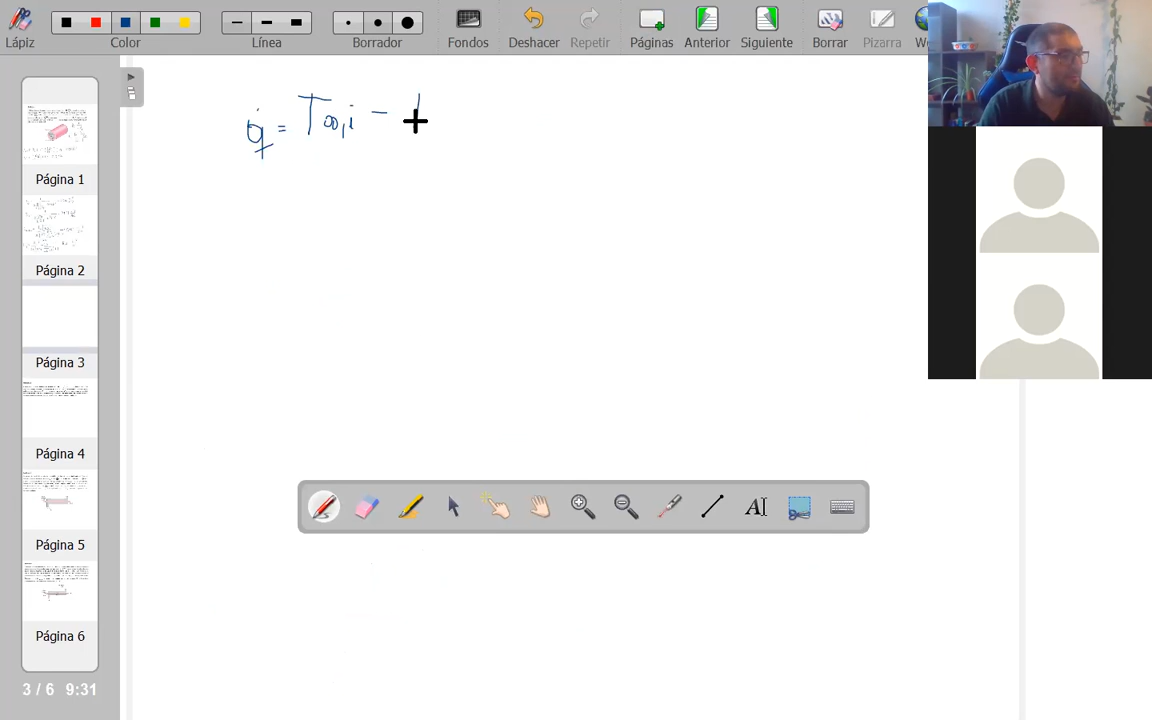 Lápiz
Color
Línea
Borrador
Fondos
Deshacer
Repetir
Páginas
Anterior
Siguiente
Borrar
Pizarra
q̇ = T∞,i -
Página 1
Página 2
Página 3
Página 4
Página 5
Página 6
3 / 6 9:31
A